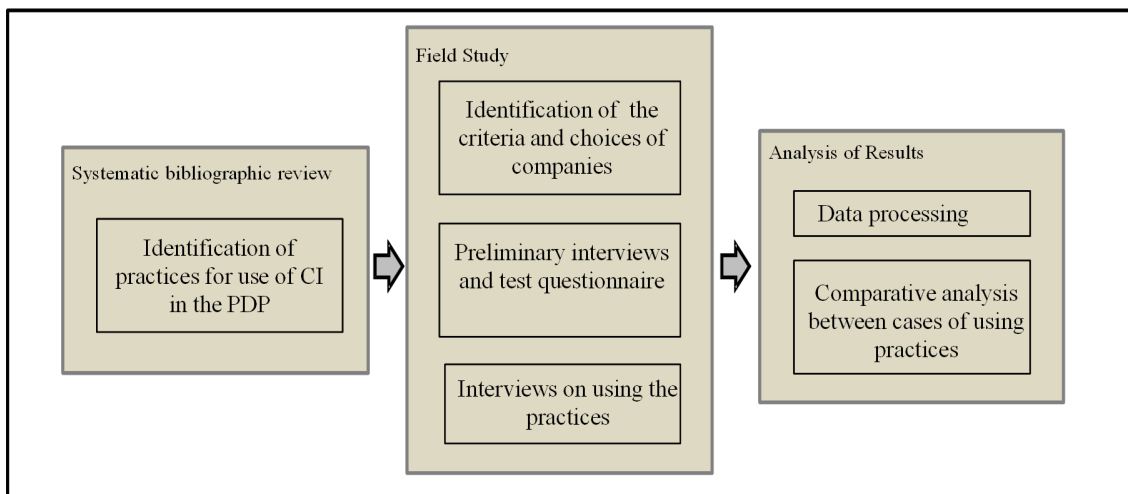 Systematic bibliographic review
Identification of
practices for use of CI
in the PDP
Field Study
Identification of the
criteria and choices of
companies
Preliminary interviews
and test questionnaire
Interviews on using the
practices
Analysis of Results
Data processing
Comparative analysis
between cases of using
practices